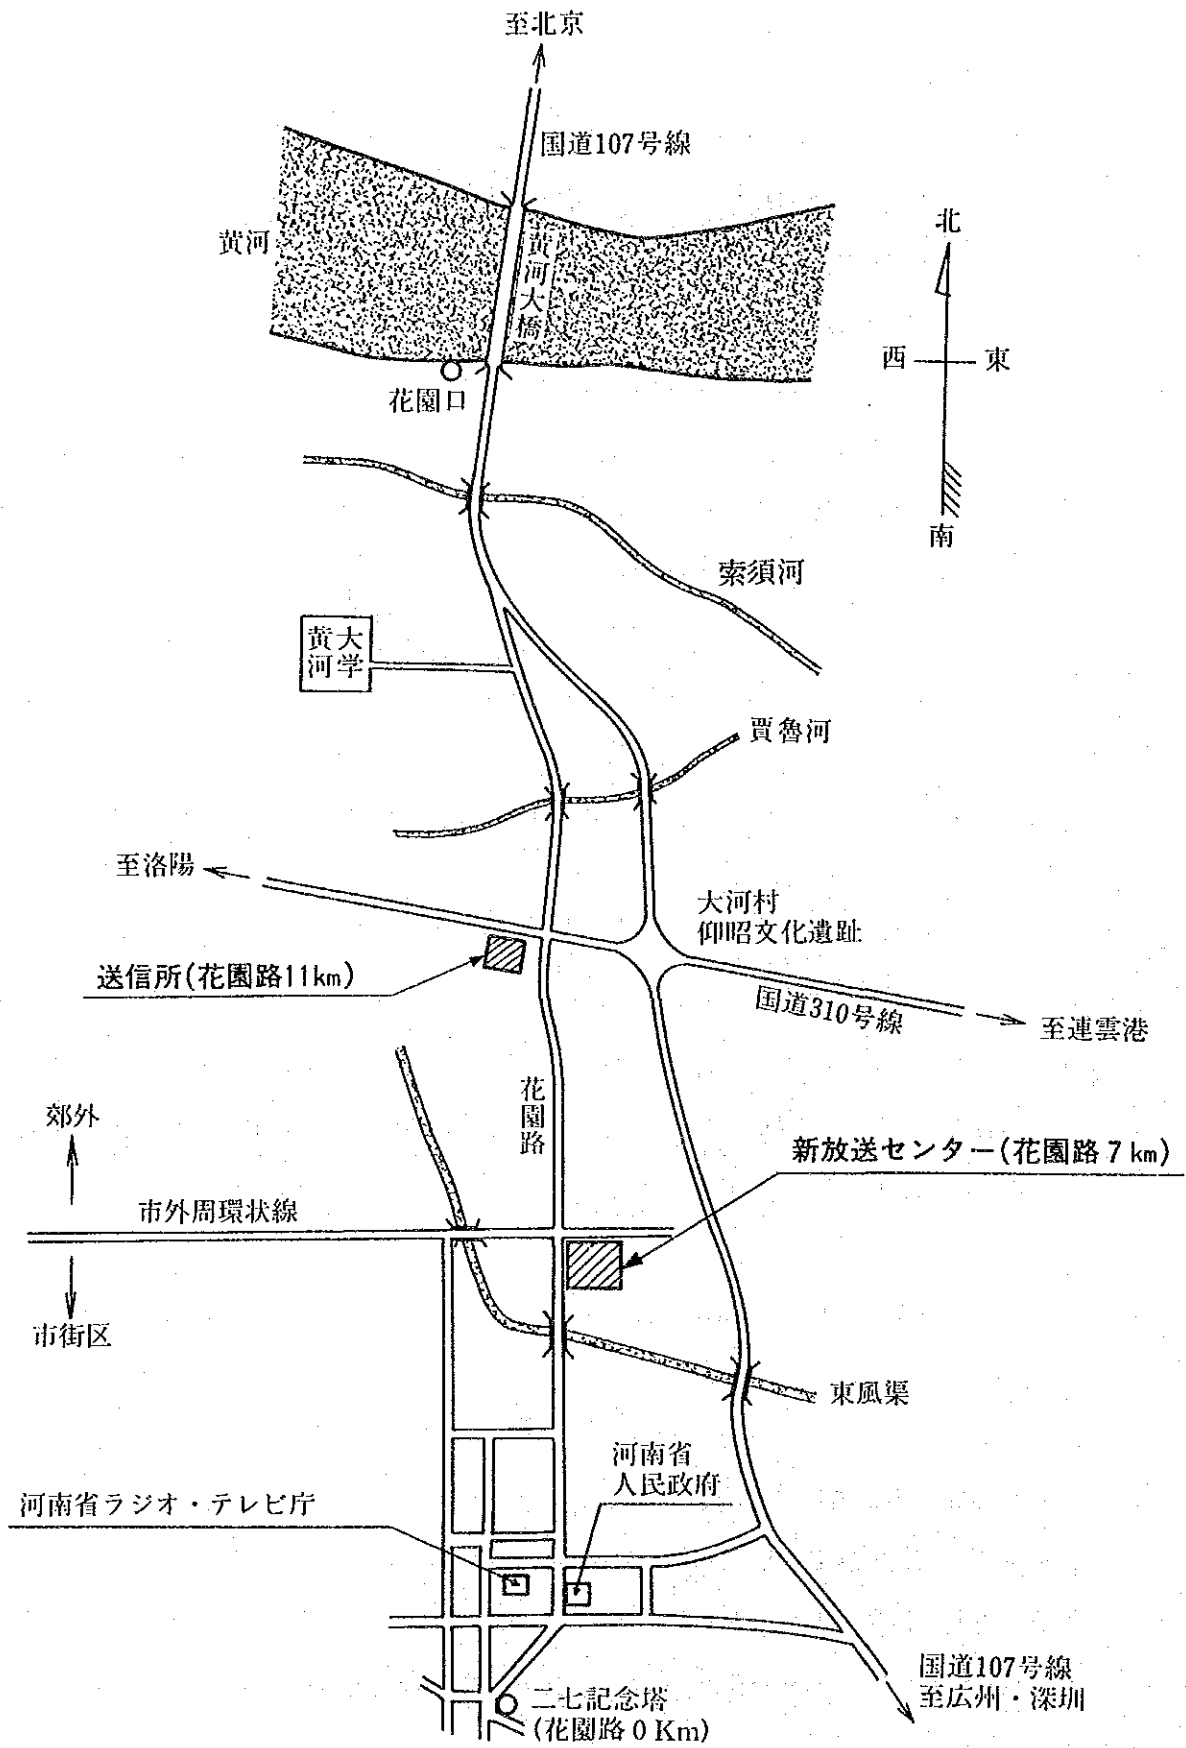 至北京
国道107号線
黄河
黄河大橋
北
西
東
南
花園口
索須河
黄河
大学
賈魯河
至洛陽
大河村
仰昭文化遺址
送信所(花園路11km)
国道310号線
至連雲港
花園路
郊外
新放送センター(花園路7km)
市外周環状線
市街区
東風渠
河南省
人民政府
河南省ラジオ・テレビ庁
国道107号線
至広州・深圳
二七記念塔
(花園路0Km)